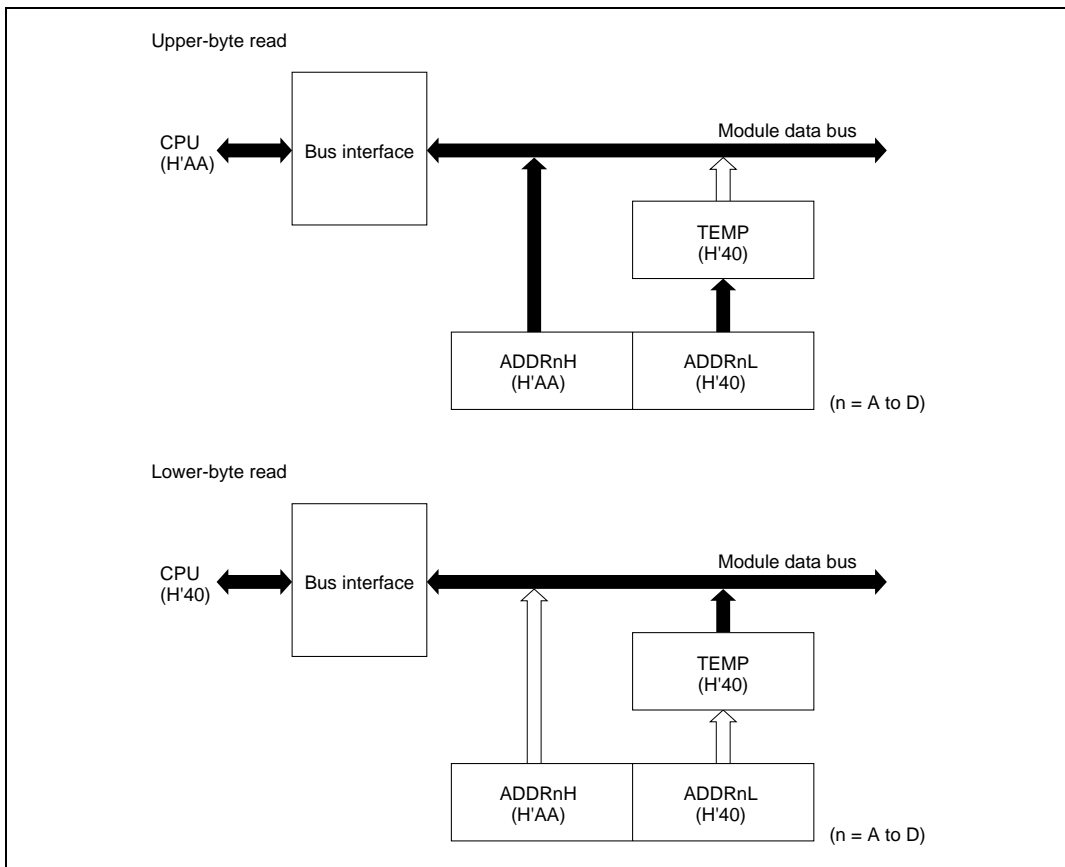 Upper-byte read
CPU
(H'AA)
Bus interface
Module data bus
TEMP
(H'40)
ADDRnH
(H'AA)
ADDRnL
(H'40)
(n = A to D)
Lower-byte read
CPU
(H'40)
Bus interface
Module data bus
TEMP
(H'40)
ADDRnH
(H'AA)
ADDRnL
(H'40)
(n = A to D)